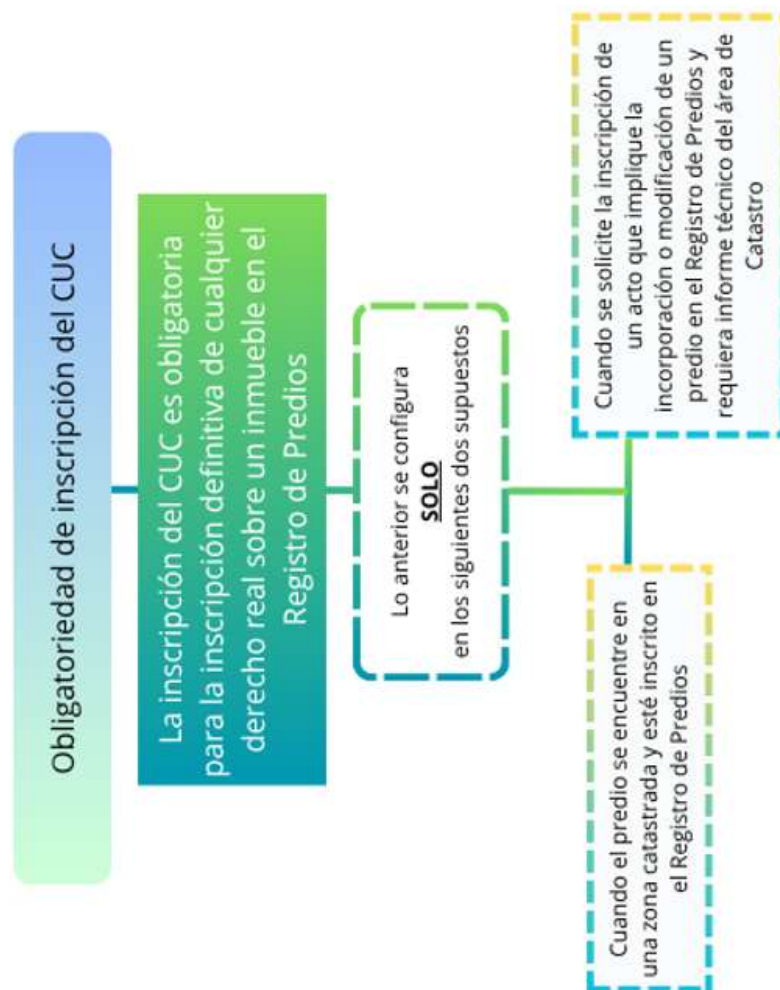 Obligatoriedad de inscripción del CUC
La inscripción del CUC es obligatoria
para la inscripción definitiva de cualquier
derecho real sobre un inmueble en el
Registro de Predios
Lo anterior se configura
SOLO
en los siguientes dos supuestos
Cuando el predio se encuentre en
una zona catastrada y esté inscrito en
el Registro de Predios
Cuando se solicite la inscripción de
un acto que implique la
incorporación o modificación de un
predio en el Registro de Predios y
requiera informe técnico del área de
Catastro